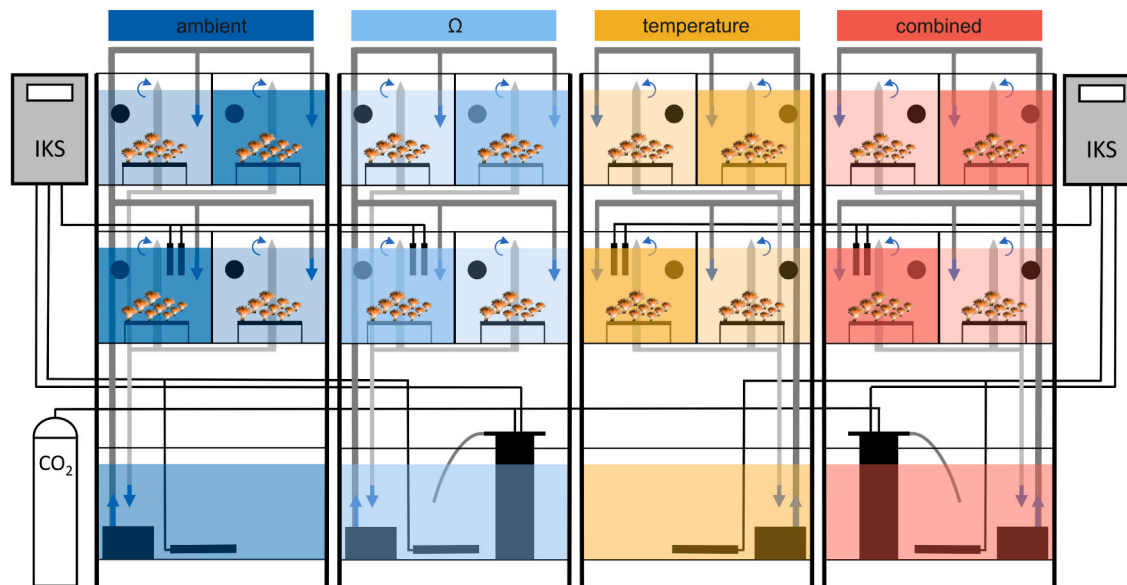 ambient
Ω
temperature
combined
IKS
IKS
CO₂